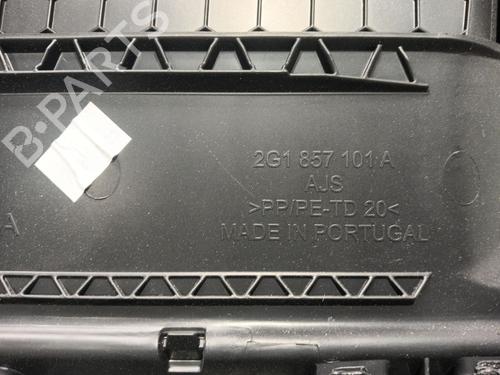 B-PARTS
2G1 857 101 A
AJS
>PP/PE-TD 20<
MADE IN PORTUGAL
A